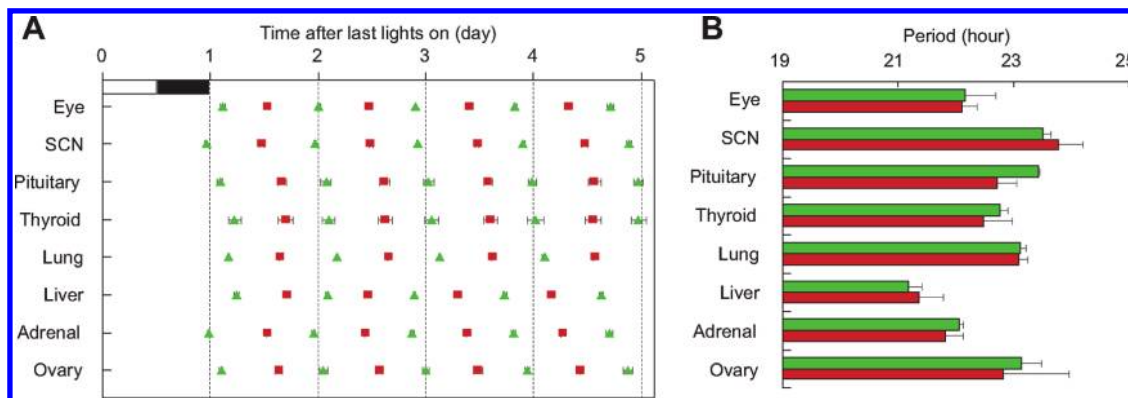 A
Time after last lights on (day)
0 1 2 3 4 5
Eye
SCN
Pituitary
Thyroid
Lung
Liver
Adrenal
Ovary
B
Period (hour)
19 21 23 25
Eye
SCN
Pituitary
Thyroid
Lung
Liver
Adrenal
Ovary